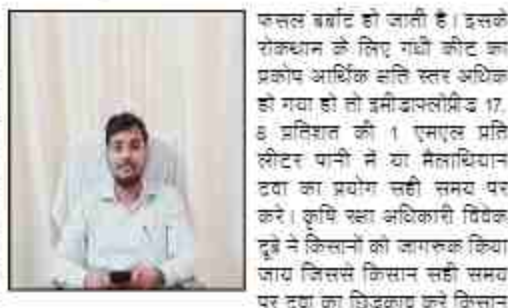 फसल बर्बाद हो जाती है। इसके
रोकथाम के लिए गंधी कीट का
प्रकोप आर्थिक क्षति स्तर अधिक
हो गया हो तो इमीडाक्लोप्रीड 17.
8 प्रतिशत की 1 एमएल प्रति
लीटर पानी में या मैलाथियान
दवा का प्रयोग सही समय पर
करे। कृषि रक्षा अधिकारी विवेक
दूबे ने किसानों को जागरुक किया
जाय जिससे किसान सही समय
पर दवा का छिड़काव करें किसान